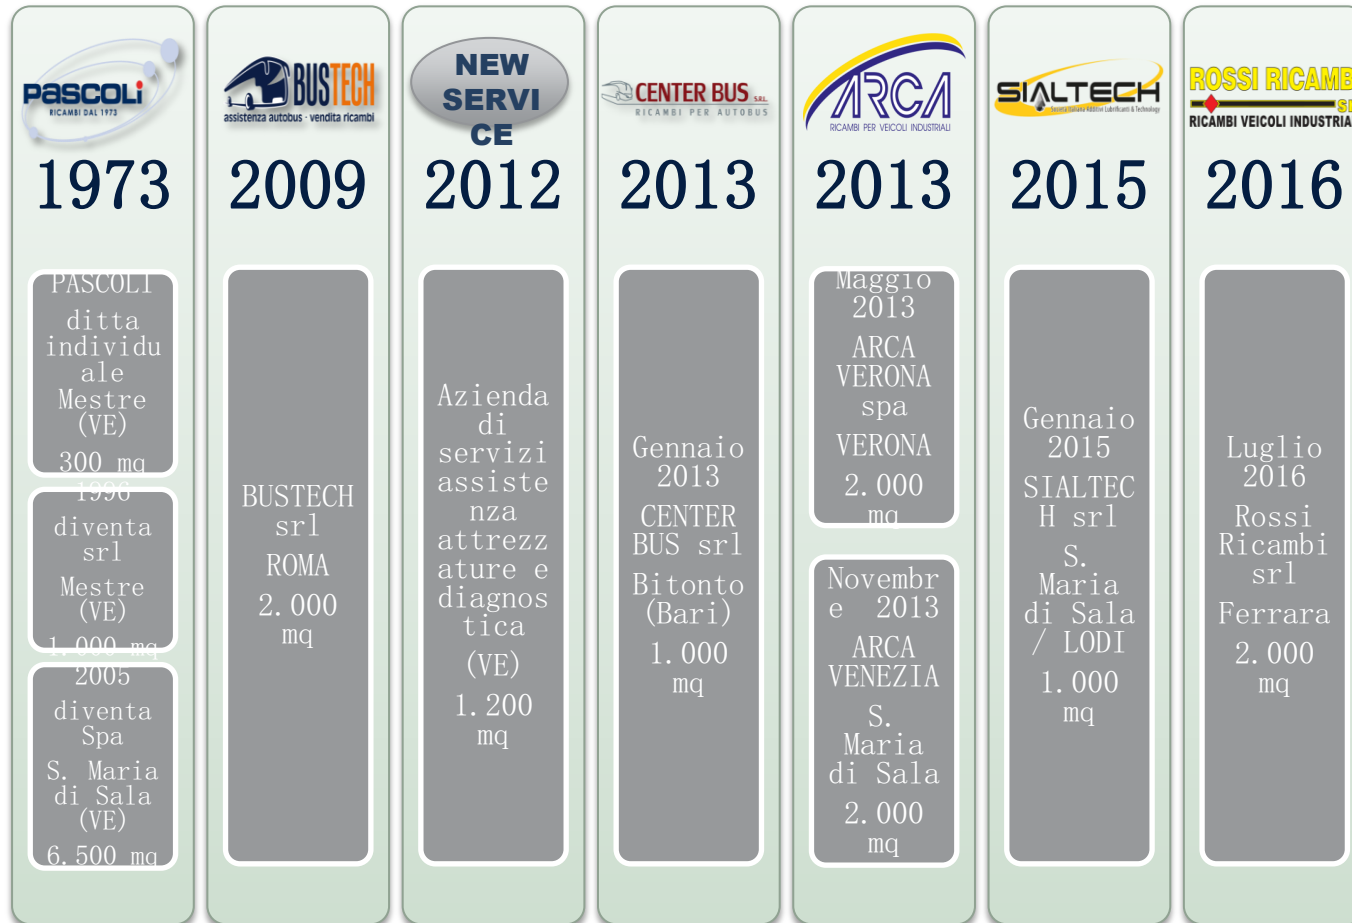 PASCOLI
RICAMBI DAL 1973
1973
PASCOLI
ditta
individu
ale
Mestre
(VE)
300 mq
1996
diventa
srl
Mestre
(VE)
1.000 mq
2005
diventa
Spa
S. Maria
di Sala
(VE)
6.500 mq
BUSTECH
assistenza autobus · vendita ricambi
2009
BUSTECH
srl
ROMA
2.000
mq
NEW
SERVI
CE
2012
Azienda
di
servizi
assiste
nza
attrezz
ature e
diagnos
tica
(VE)
1.200
mq
CENTER BUS SRL
RICAMBI PER AUTOBUS
2013
Gennaio
2013
CENTER
BUS srl
Bitonto
(Bari)
1.000
mq
ARCA
RICAMBI PER VEICOLI INDUSTRIALI
2013
Maggio
2013
ARCA
VERONA
spa
VERONA
2.000
mq
Novembr
e 2013
ARCA
VENEZIA
S.
Maria
di Sala
2.000
mq
SIALTECH
Società Italiana Additivi Lubrificanti & Technology
2015
Gennaio
2015
SIALTEC
H srl
S.
Maria
di Sala
/ LODI
1.000
mq
ROSSI RICAMB
S
RICAMBI VEICOLI INDUSTRIA
2016
Luglio
2016
Rossi
Ricambi
srl
Ferrara
2.000
mq